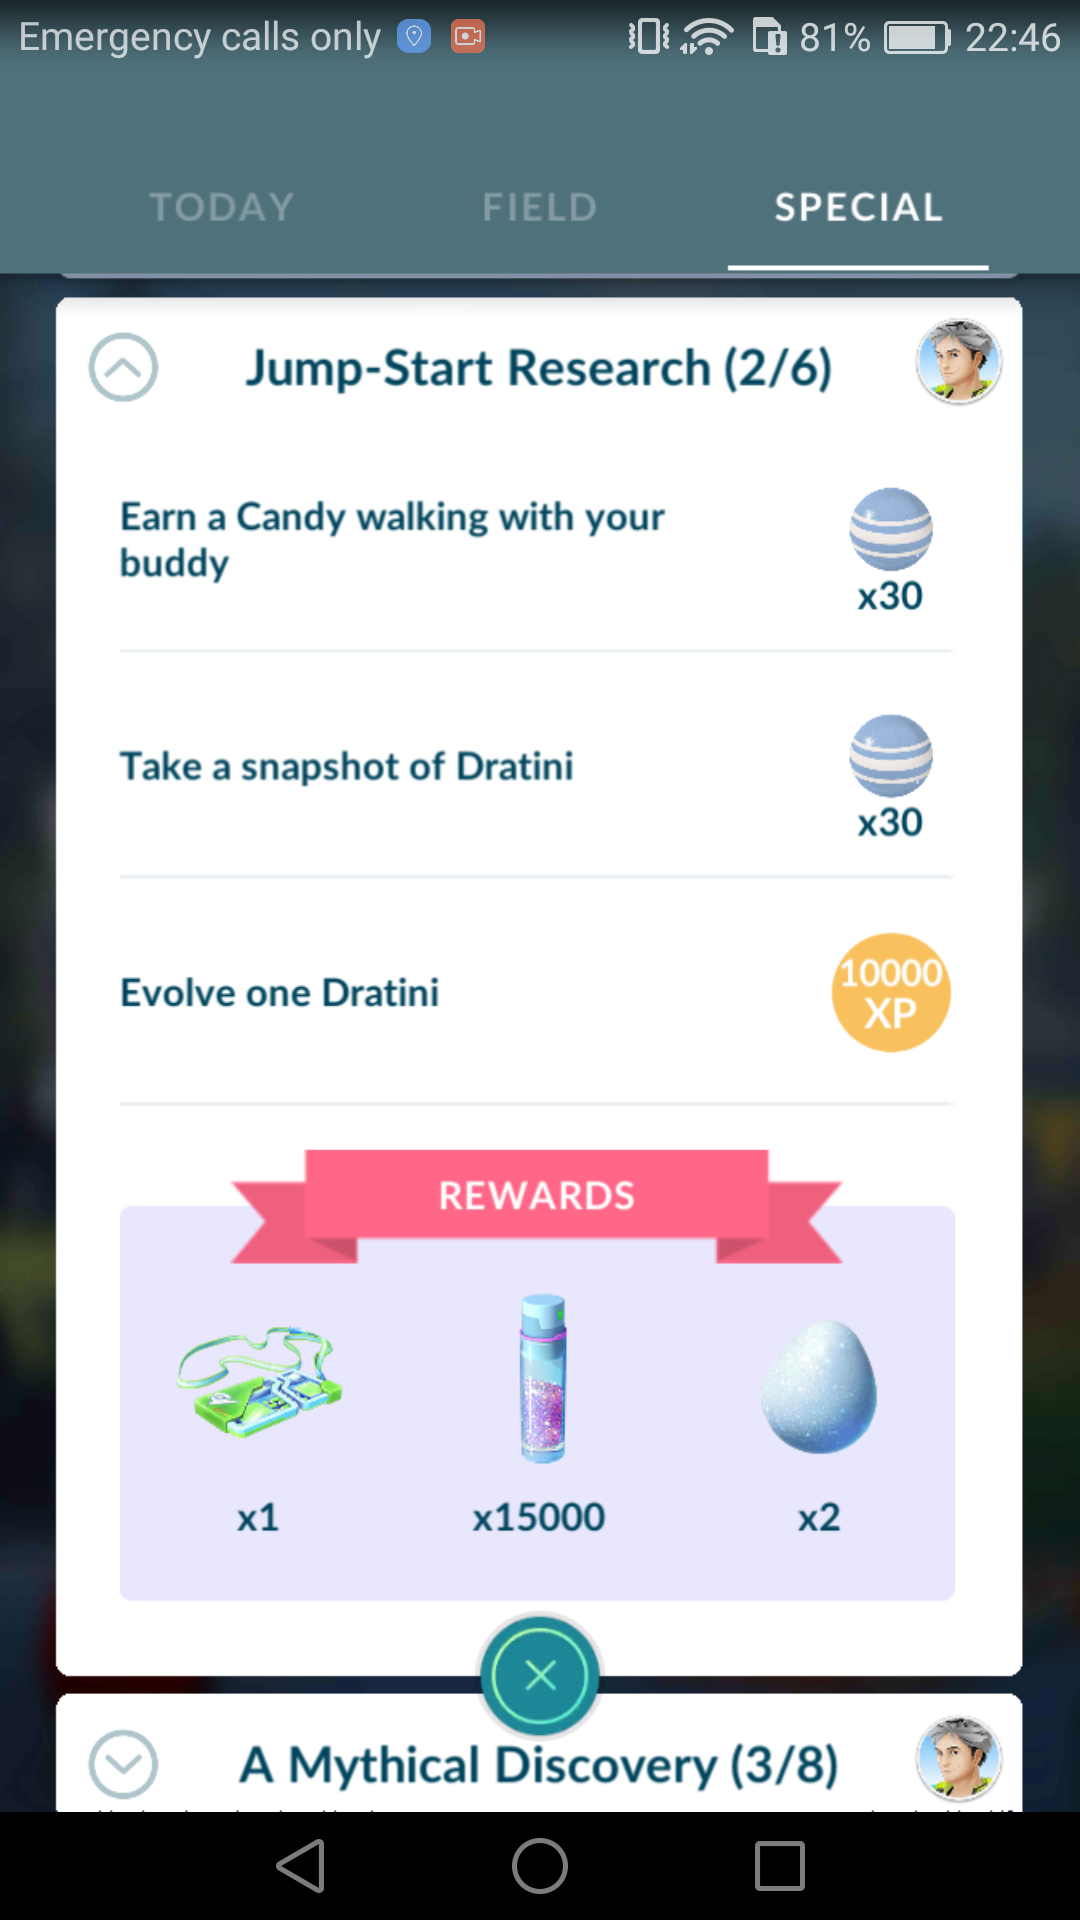 Emergency calls only 81% 22:46
TODAY FIELD SPECIAL
Jump-Start Research (2/6)
Earn a Candy walking with your
buddy
x30
Take a snapshot of Dratini
x30
Evolve one Dratini
10000
XP
REWARDS
x1 x15000 x2
A Mythical Discovery (3/8)